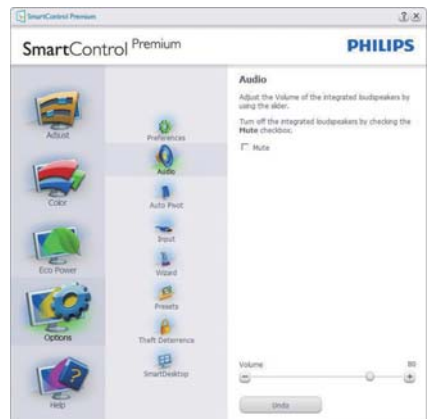 SmartControl Premium
SmartControl Premium
PHILIPS
Adjust
Color
Eco Power
Options
Help
Preferences
Audio
Auto Pivot
Input
Wizard
Presets
Theft Deterrence
SmartDesktop
Audio
Adjust the Volume of the integrated loudspeakers by
using the slider.
Turn off the integrated loudspeakers by checking the
Mute checkbox.
Mute
Volume
80
Undo